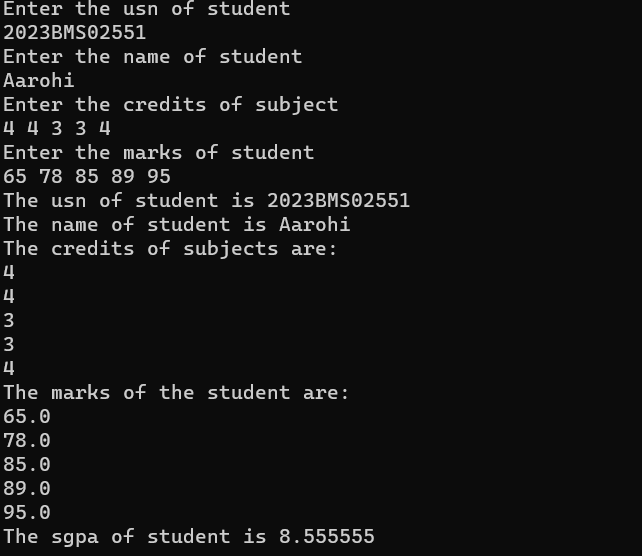 Enter the usn of student
2023BMS02551
Enter the name of student
Aarohi
Enter the credits of subject
4 4 3 3 4
Enter the marks of student
65 78 85 89 95
The usn of student is 2023BMS02551
The name of student is Aarohi
The credits of subjects are:
4
4
3
3
4
The marks of the student are:
65.0
78.0
85.0
89.0
95.0
The sgpa of student is 8.555555